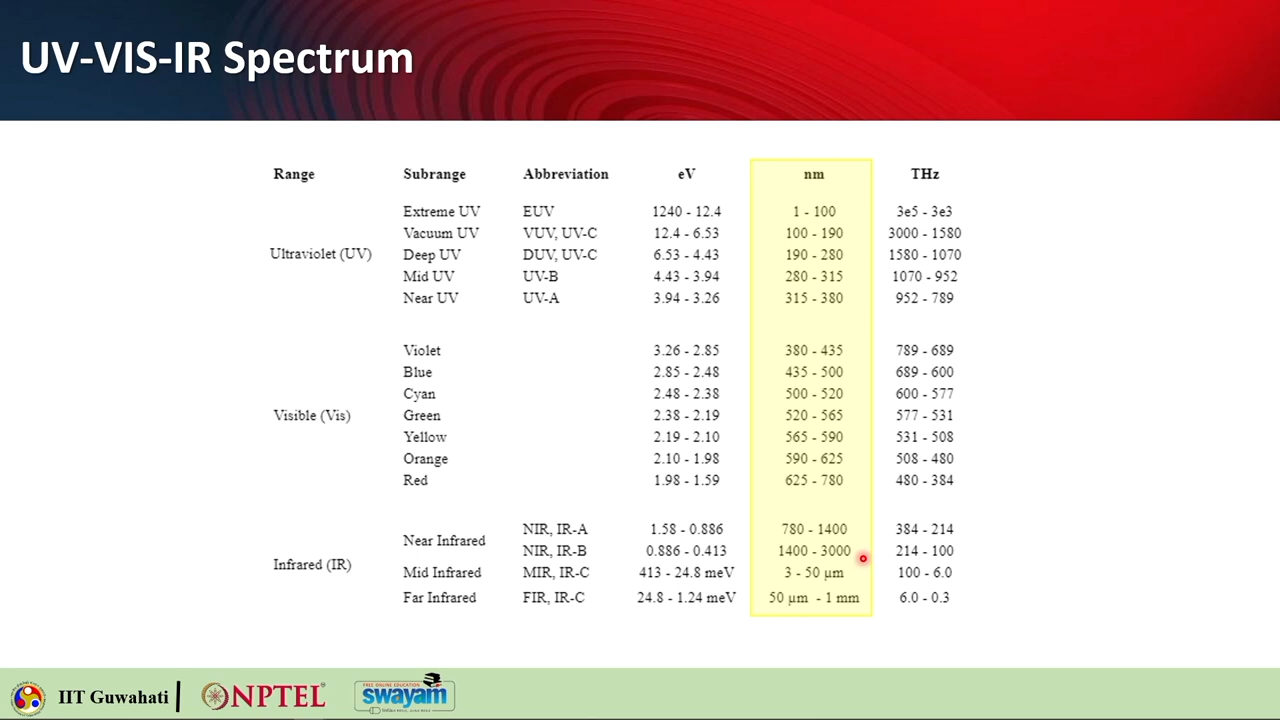 UV-VIS-IR Spectrum
Range Subrange Abbreviation eV nm THz
Extreme UV EUV 1240 - 12.4 1 - 100 3e5 - 3e3
Vacuum UV VUV, UV-C 12.4 - 6.53 100 - 190 3000 - 1580
Ultraviolet (UV) Deep UV DUV, UV-C 6.53 - 4.43 190 - 280 1580 - 1070
Mid UV UV-B 4.43 - 3.94 280 - 315 1070 - 952
Near UV UV-A 3.94 - 3.26 315 - 380 952 - 789
Violet 3.26 - 2.85 380 - 435 789 - 689
Blue 2.85 - 2.48 435 - 500 689 - 600
Cyan 2.48 - 2.38 500 - 520 600 - 577
Visible (Vis) Green 2.38 - 2.19 520 - 565 577 - 531
Yellow 2.19 - 2.10 565 - 590 531 - 508
Orange 2.10 - 1.98 590 - 625 508 - 480
Red 1.98 - 1.59 625 - 780 480 - 384
NIR, IR-A 1.58 - 0.886 780 - 1400 384 - 214
Near Infrared
NIR, IR-B 0.886 - 0.413 1400 - 3000 214 - 100
Infrared (IR)
Mid Infrared MIR, IR-C 413 - 24.8 meV 3 - 50 µm 100 - 6.0
Far Infrared FIR, IR-C 24.8 - 1.24 meV 50 µm - 1 mm 6.0 - 0.3
IIT Guwahati NPTEL swayam
FREE ONLINE EDUCATION